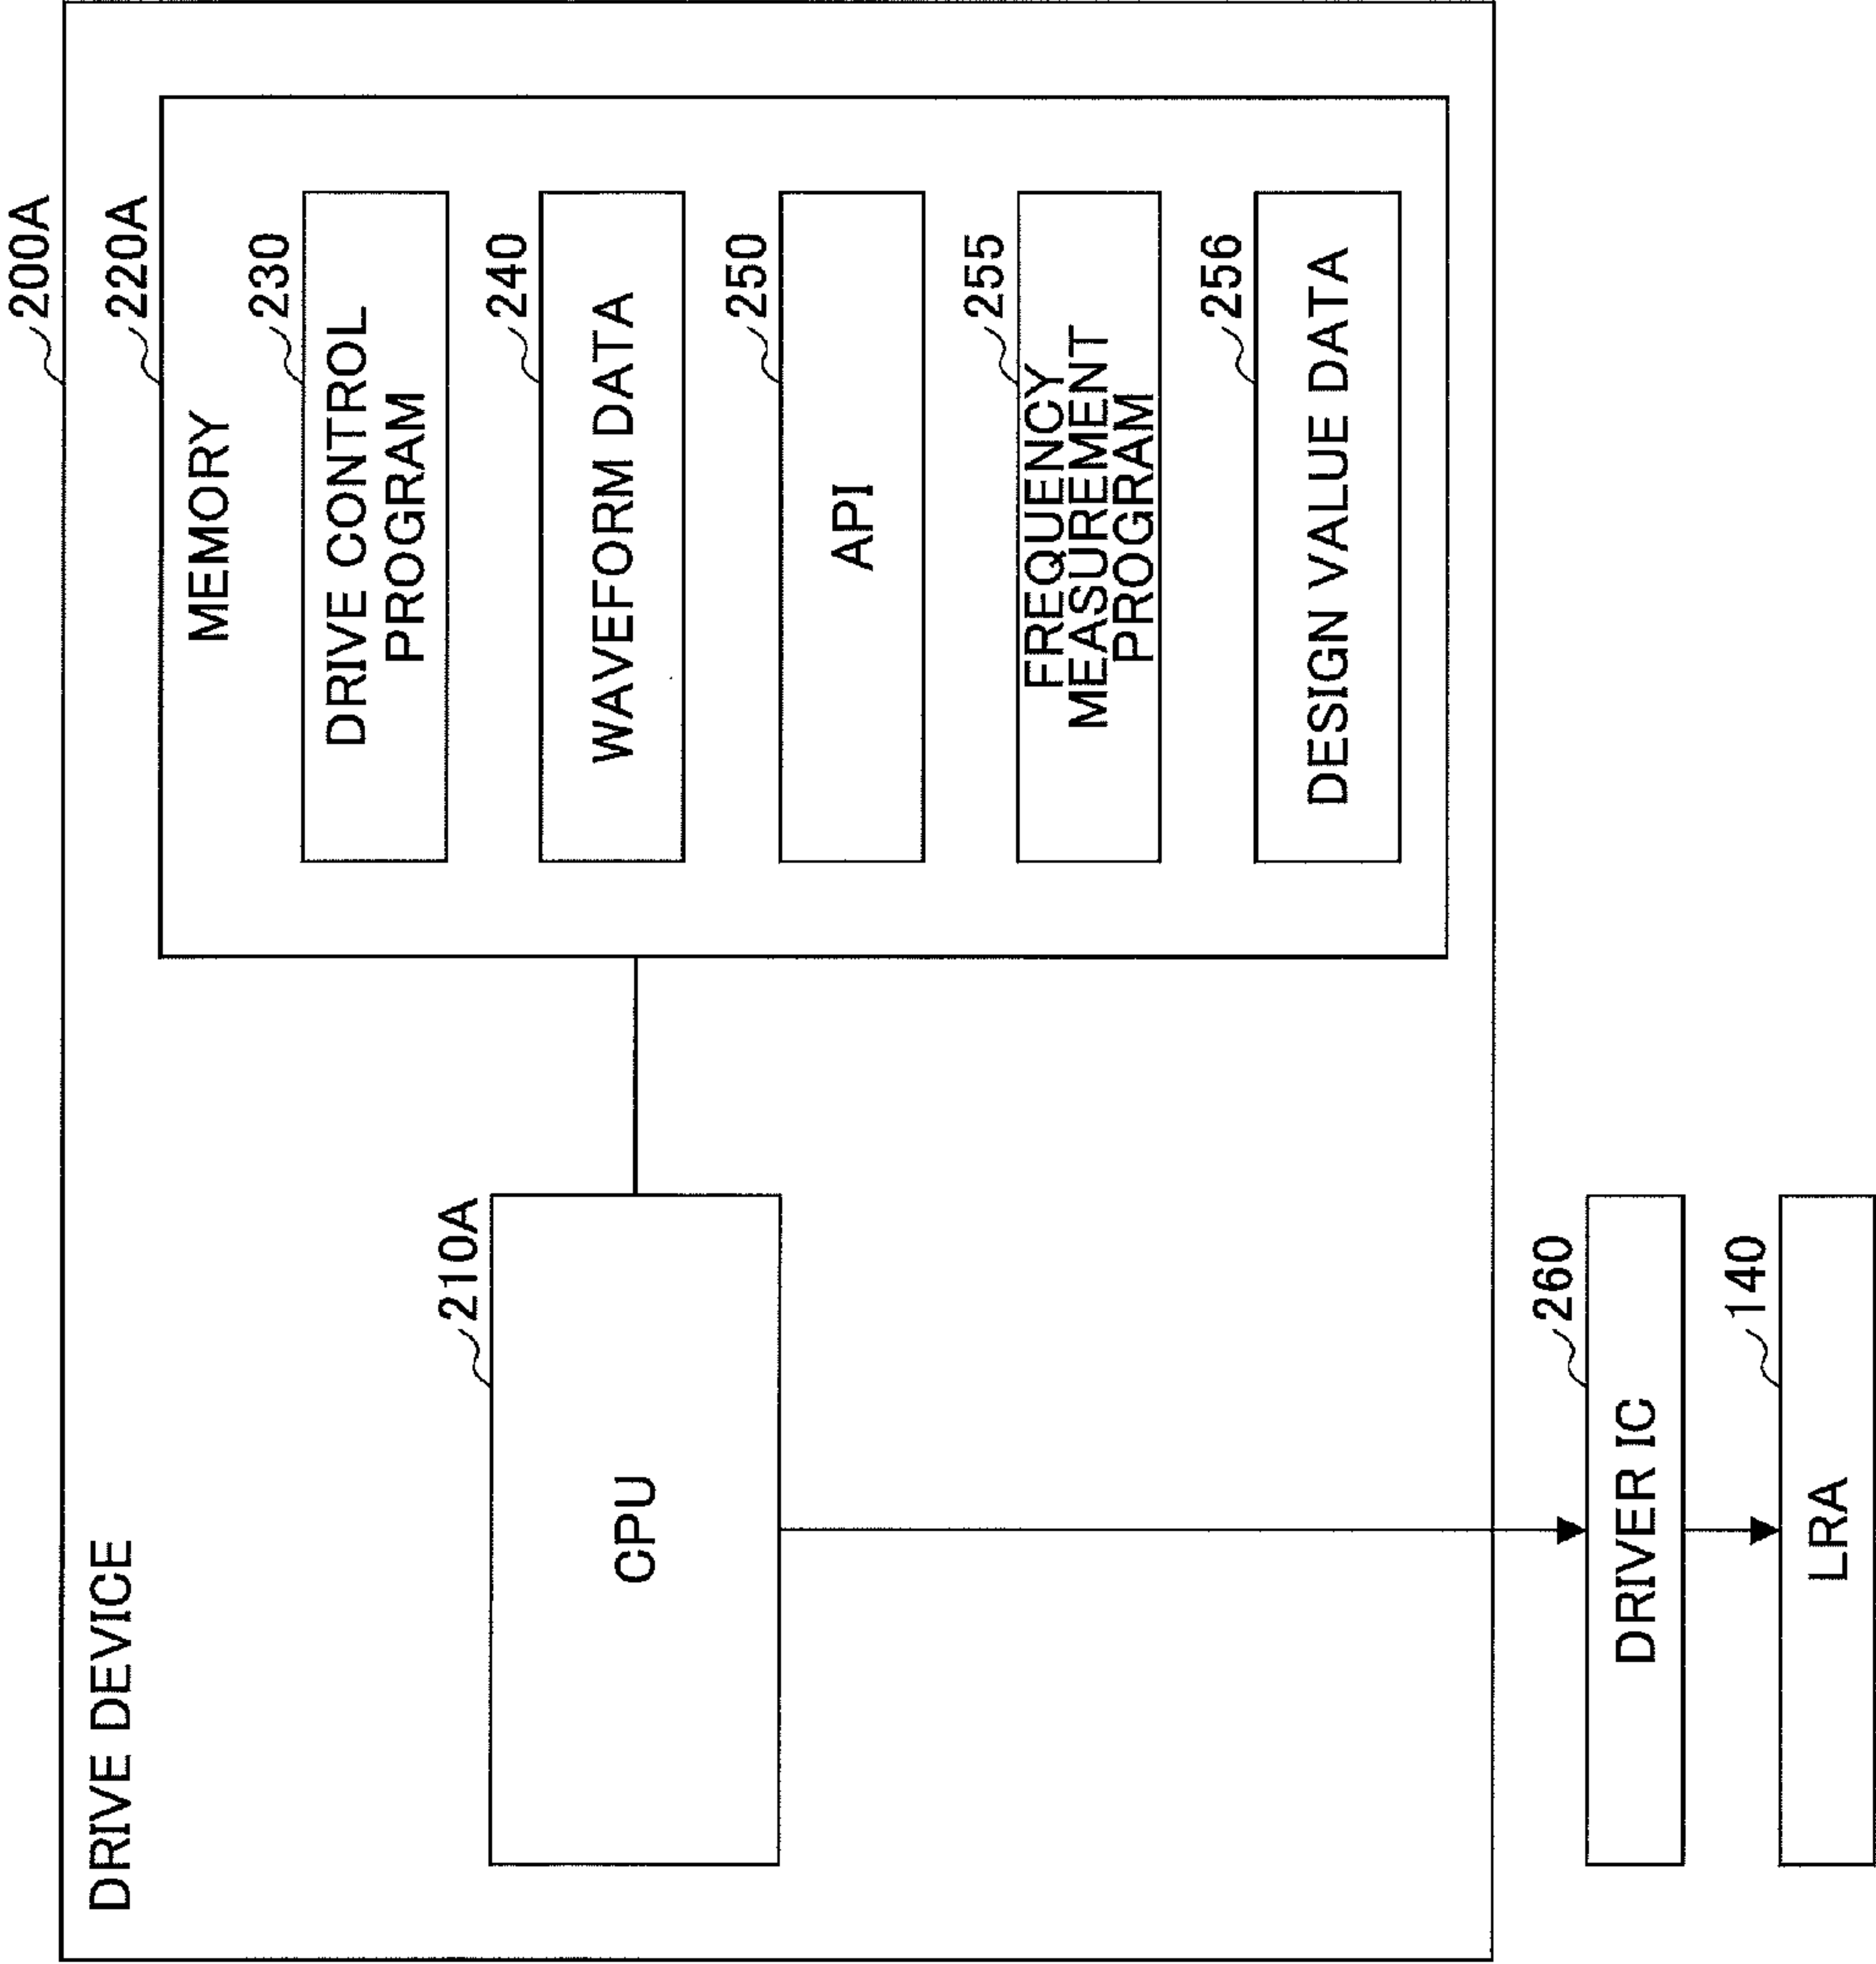 200A
DRIVE DEVICE
220A
MEMORY
230
DRIVE CONTROL
PROGRAM
210A
CPU
240
WAVEFORM DATA
250
API
255
FREQUENCY
MEASUREMENT
PROGRAM
256
DESIGN VALUE DATA
260
DRIVER IC
140
LRA